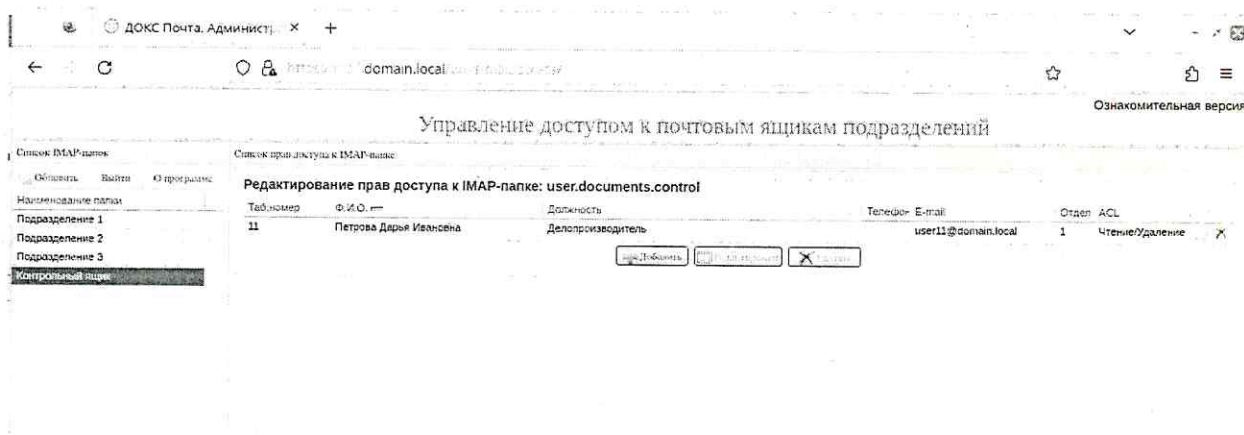 ДОКС Почта. Админист
domain.local
Ознакомительная версия
Управление доступом к почтовым ящикам подразделений
Список IMAP-папок
Обновить Выйти О программе
Наименование папки
Подразделение 1
Подразделение 2
Подразделение 3
Контрольный ящик
Список прав доступа к IMAP-папке
Редактирование прав доступа к IMAP-папке: user.documents.control
Таб.номер Ф.И.О. Должность Телефон E-mail Отдел ACL
11 Петрова Дарья Ивановна Делопроизводитель user11@domain.local 1 Чтение/Удаление
Добавить